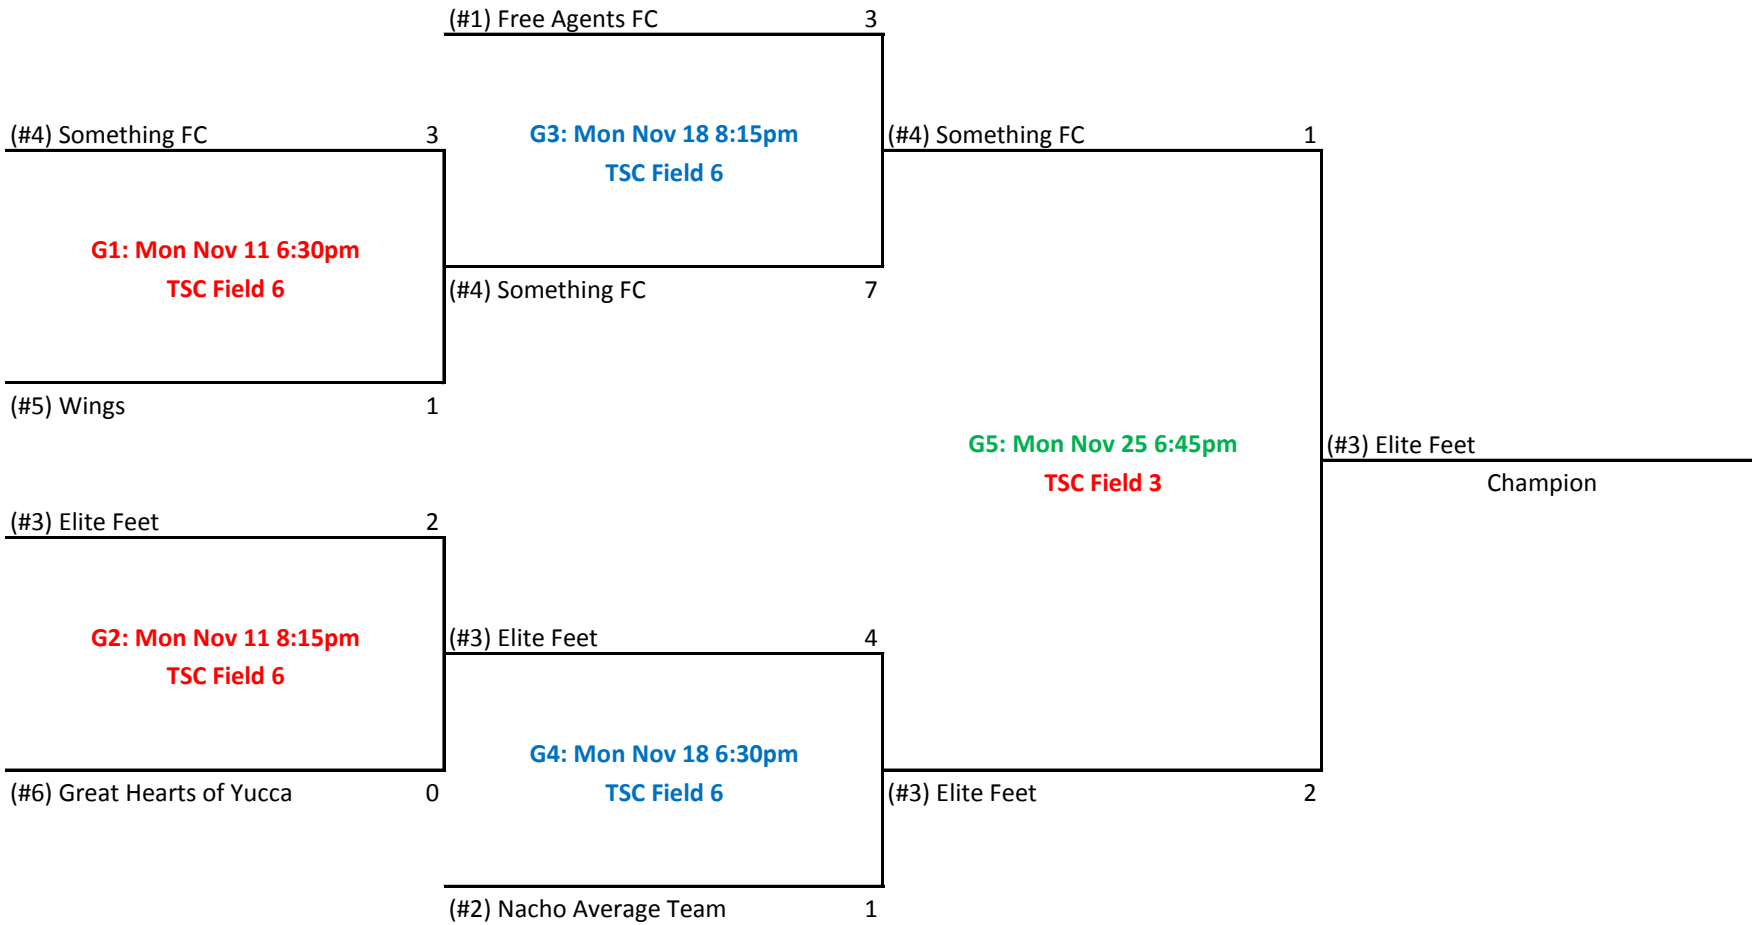 (#1) Free Agents FC 3
(#4) Something FC 3
G3: Mon Nov 18 8:15pm
TSC Field 6
(#4) Something FC 1
G1: Mon Nov 11 6:30pm
TSC Field 6
(#4) Something FC 7
(#5) Wings 1
G5: Mon Nov 25 6:45pm
TSC Field 3
(#3) Elite Feet
Champion
(#3) Elite Feet 2
G2: Mon Nov 11 8:15pm
TSC Field 6
(#3) Elite Feet 4
G4: Mon Nov 18 6:30pm
TSC Field 6
(#6) Great Hearts of Yucca 0
(#3) Elite Feet 2
(#2) Nacho Average Team 1